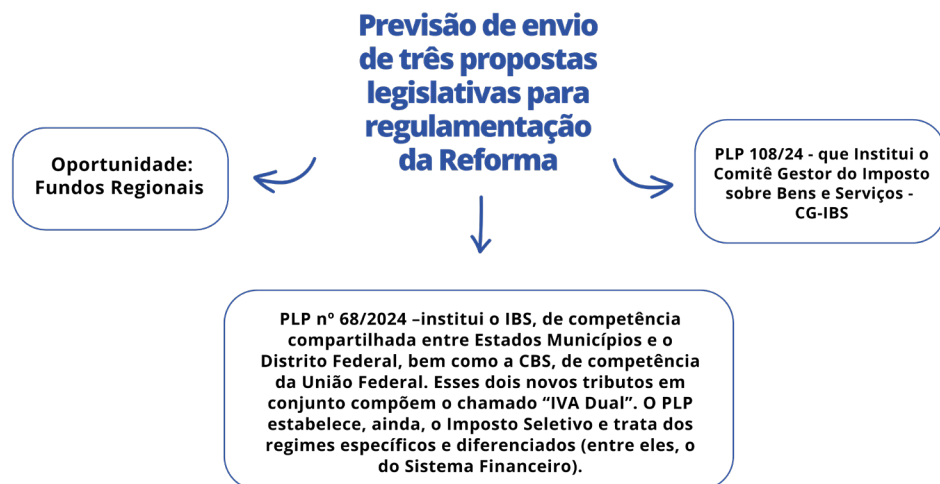 Previsão de envio
de três propostas
legislativas para
regulamentação
da Reforma
Oportunidade:
Fundos Regionais
PLP 108/24 - que Institui o
Comitê Gestor do Imposto
sobre Bens e Serviços -
CG-IBS
PLP nº 68/2024 –institui o IBS, de competência
compartilhada entre Estados Municípios e o
Distrito Federal, bem como a CBS, de competência
da União Federal. Esses dois novos tributos em
conjunto compõem o chamado “IVA Dual”. O PLP
estabelece, ainda, o Imposto Seletivo e trata dos
regimes específicos e diferenciados (entre eles, o
do Sistema Financeiro).